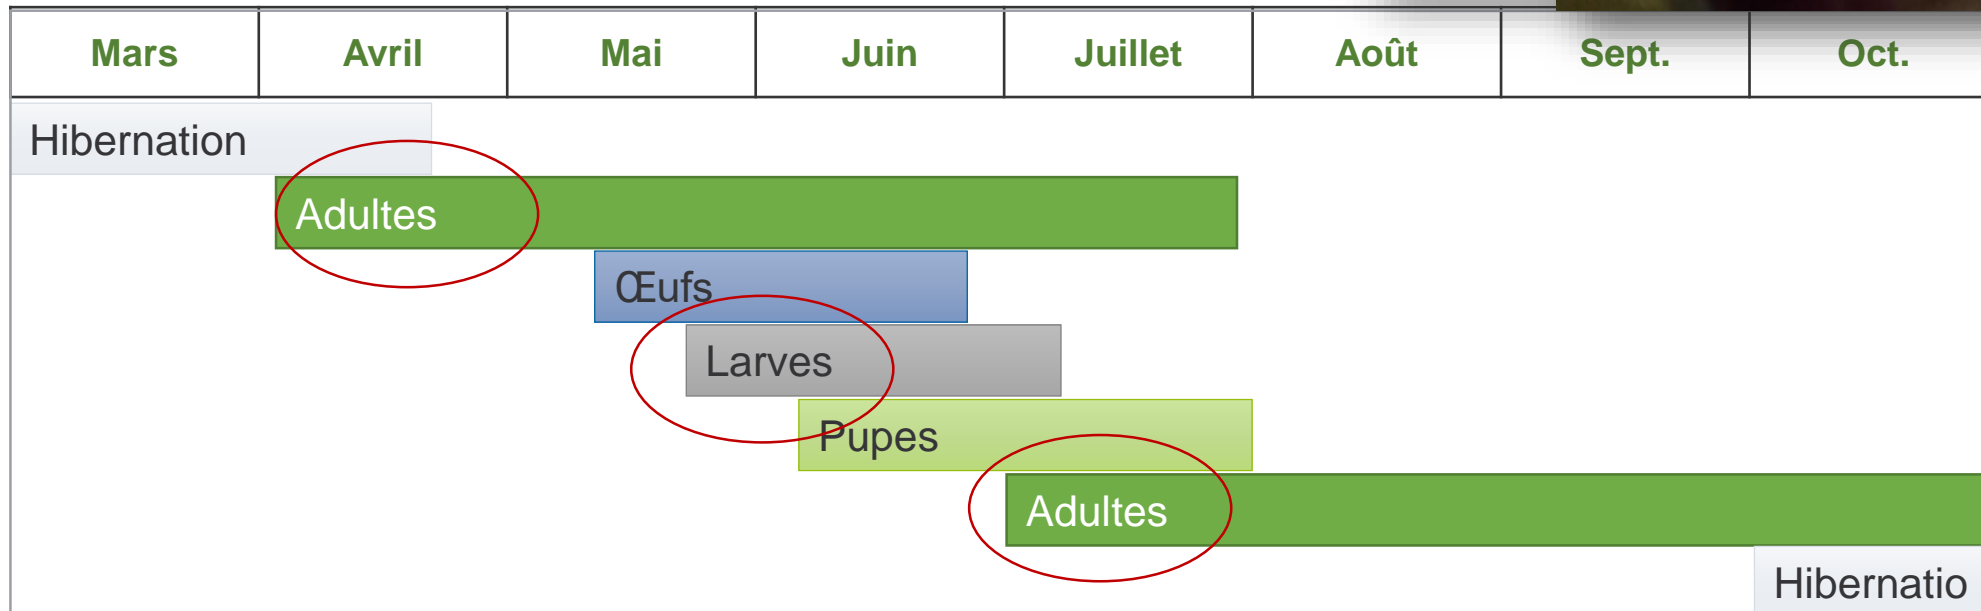 Mars Avril Mai Juin Juillet Août Sept. Oct.
Hibernation
Adultes
Œufs
Larves
Pupes
Adultes
Hibernatio